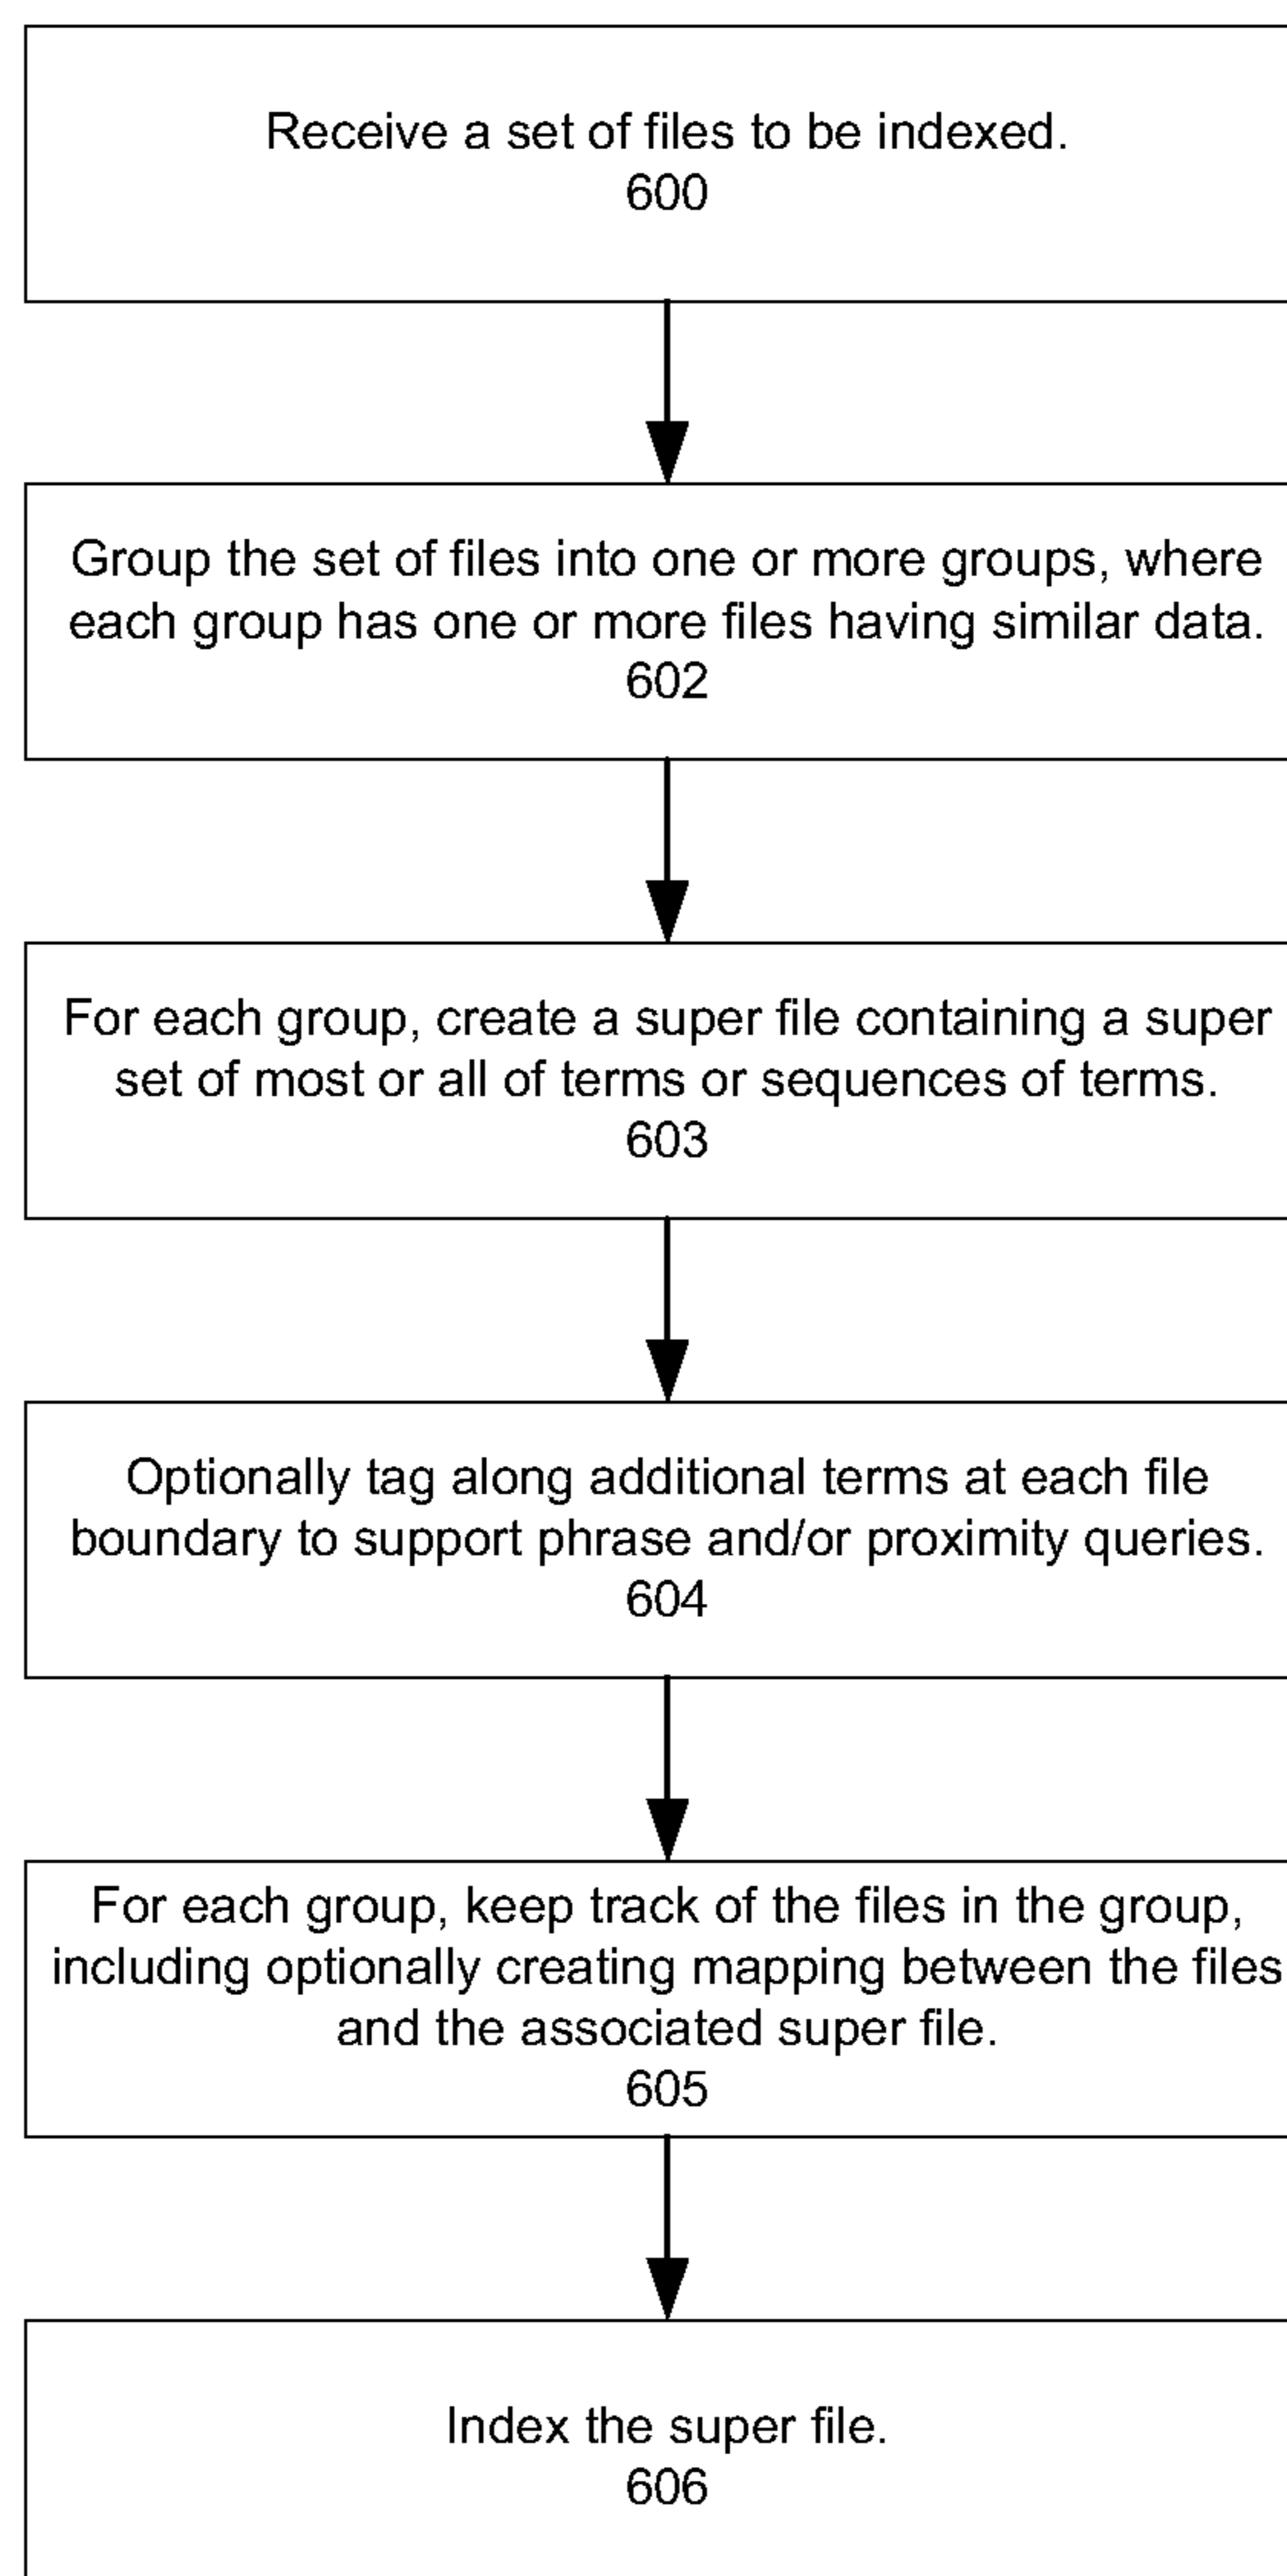 Receive a set of files to be indexed.
600
Group the set of files into one or more groups, where
each group has one or more files having similar data.
602
For each group, create a super file containing a super
set of most or all of terms or sequences of terms.
603
Optionally tag along additional terms at each file
boundary to support phrase and/or proximity queries.
604
For each group, keep track of the files in the group,
including optionally creating mapping between the files
and the associated super file.
605
Index the super file.
606